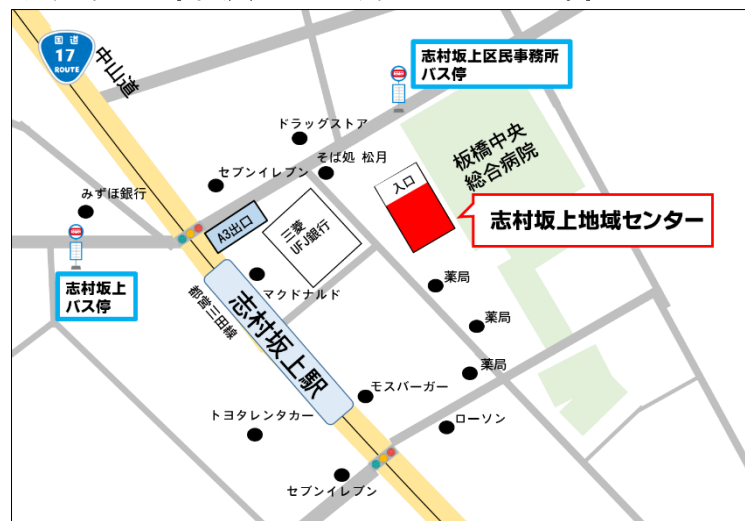 国道
17
ROUTE
中山道
志村坂上区民事務所
バス停
ドラッグストア
そば処 松月
セブンイレブン
板橋中央
総合病院
入口
みずほ銀行
A3出口
三菱
UFJ銀行
志村坂上地域センター
志村坂上
バス停
マクドナルド
薬局
都営三田線
志村坂上駅
薬局
薬局
モスバーガー
トヨタレンタカー
ローソン
セブンイレブン